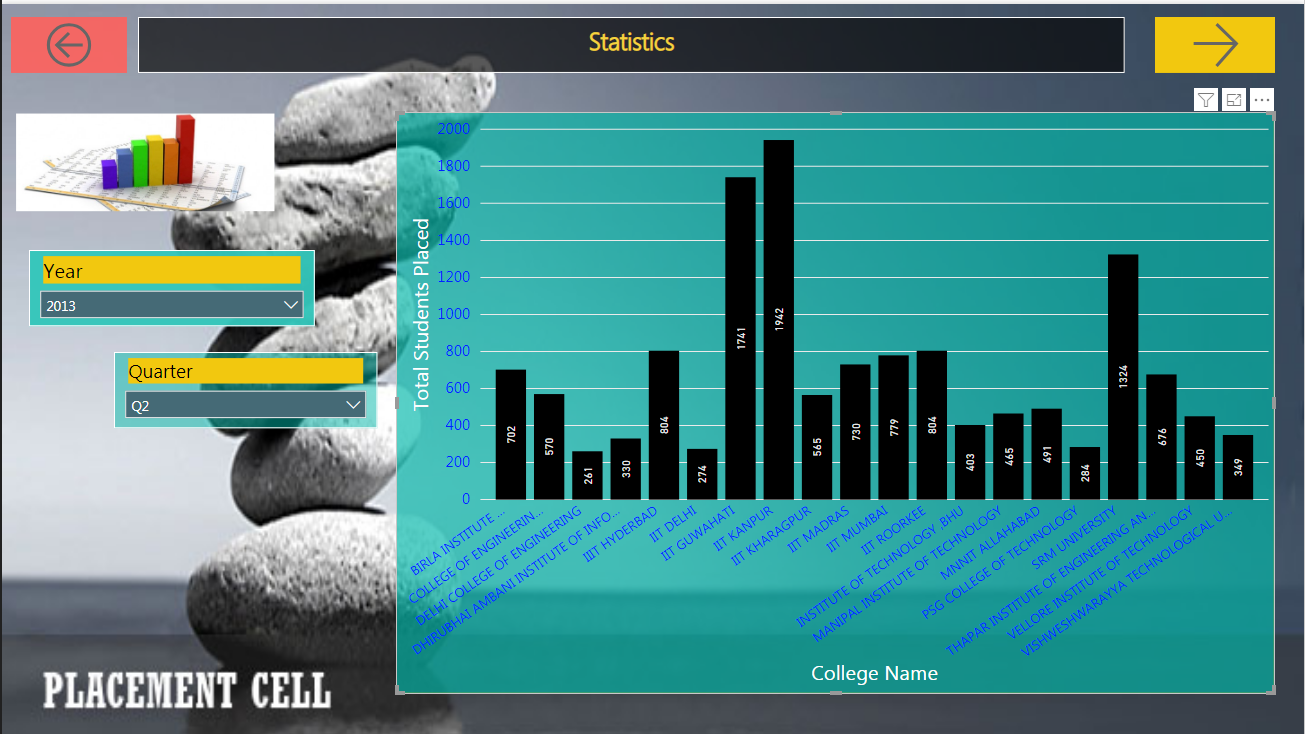 Statistics
Year
2013
Quarter
Q2
PLACEMENT CELL
Total Students Placed
2000
1800
1600
1400
1200
1000
800
600
400
200
0
702
570
261
330
804
274
1741
1942
565
730
779
804
403
465
491
284
1324
676
450
349
BIRLA INSTITUTE ...
COLLEGE OF ENGINEERIN...
DELHI COLLEGE OF ENGINEERING
DHIRUBHAI AMBANI INSTITUTE OF INFO...
IIIT HYDERBAD
IIT DELHI
IIT GUWAHATI
IIT KANPUR
IIT KHARAGPUR
IIT MADRAS
IIT MUMBAI
IIT ROORKEE
INSTITUTE OF TECHNOLOGY ,BHU
MANIPAL INSTITUTE OF TECHNOLOGY
MNNIT ALLAHABAD
PSG COLLEGE OF TECHNOLOGY
SRM UNIVERSITY
THAPAR INSTITUTE OF ENGIEERING AN...
VELLORE INSTITUTE OF TECHNOLOGY
VISHWESHWARAYYA TECHNOLOGICAL U...
College Name